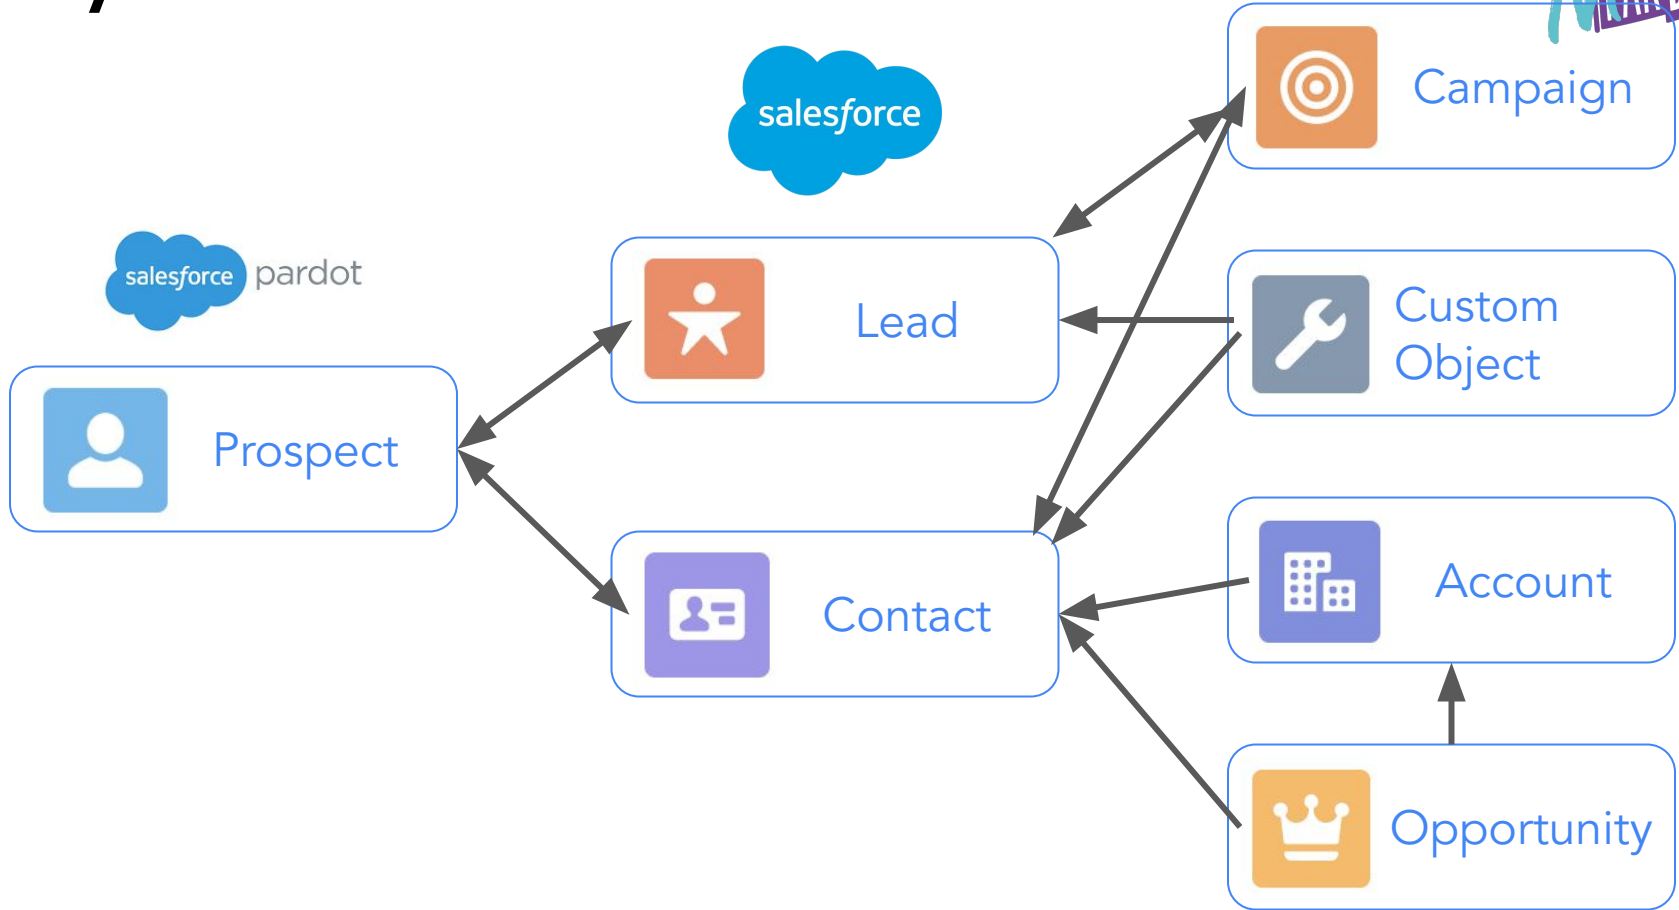 Campaign
salesforce
salesforce pardot
Lead
Custom
Object
Prospect
Contact
Account
Opportunity